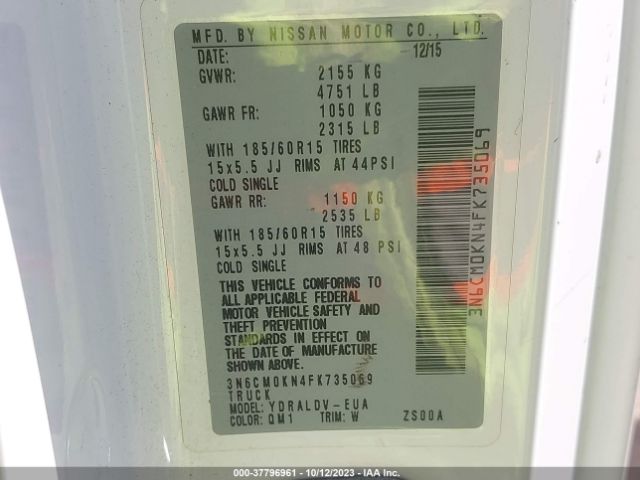 MFD. BY NISSAN MOTOR CO., LTD.
DATE: 12/15
GVWR: 2155 KG
4751 LB
GAWR FR: 1050 KG
2315 LB
WITH 185/60R15 TIRES
15x5.5 JJ RIMS AT 44PSI
COLD SINGLE
GAWR RR: 1150 KG
2535 LB
WITH 185/60R15 TIRES
15x5.5 JJ RIMS AT 48 PSI
COLD SINGLE
THIS VEHICLE CONFORMS TO
ALL APPLICABLE FEDERAL
MOTOR VEHICLE SAFETY AND
THEFT PREVENTION
STANDARDS IN EFFECT ON
THE DATE OF MANUFACTURE
SHOWN ABOVE.
3N6CM0KN4FK735069
TRUCK
MODEL: YDRALDV-EUA
COLOR: QM1 TRIM: W ZS00A
3N6CM0KN4FK735069
000-37796961 - 10/12/2023 - IAA Inc.